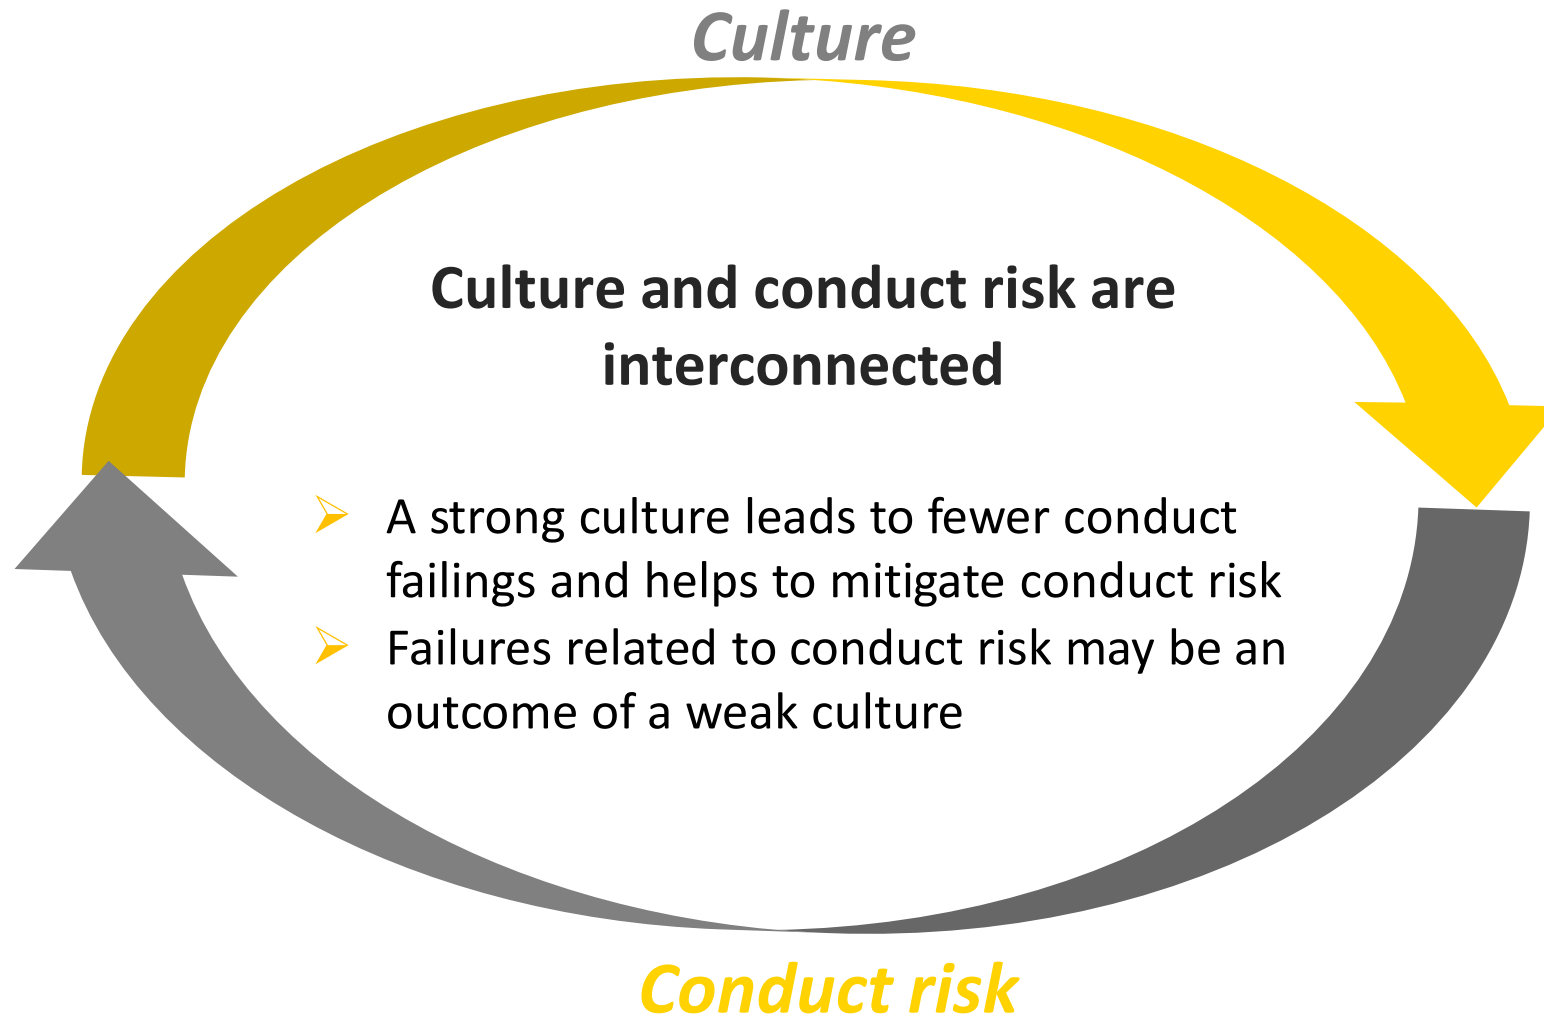 Culture
Culture and conduct risk are
interconnected
A strong culture leads to fewer conduct
failings and helps to mitigate conduct risk
Failures related to conduct risk may be an
outcome of a weak culture
Conduct risk